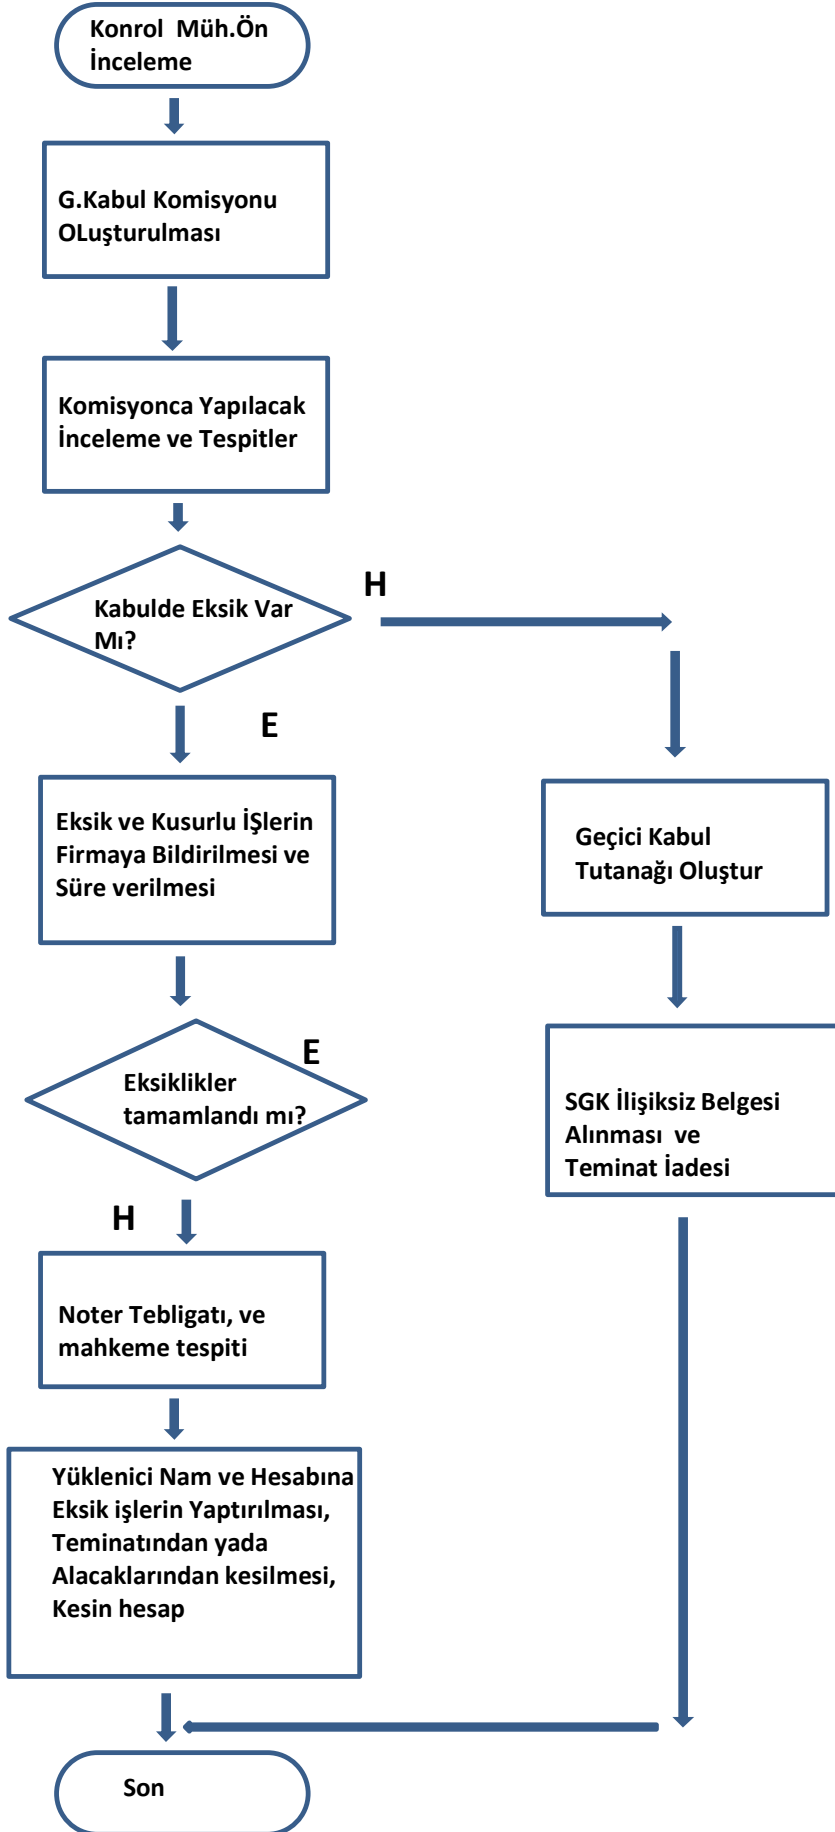 Konrol Müh.Ön
İnceleme
G.Kabul Komisyonu
OLuşturulması
Komisyonca Yapılacak
İnceleme ve Tespitler
Kabulde Eksik Var
Mı?
H
E
Eksik ve Kusurlu İŞlerin
Firmaya Bildirilmesi ve
Süre verilmesi
Geçici Kabul
Tutanağı Oluştur
E
Eksiklikler
tamamlandı mı?
SGK İlişiksiz Belgesi
Alınması ve
Teminat İadesi
H
Noter Tebligatı, ve
mahkeme tespiti
Yüklenici Nam ve Hesabına
Eksik işlerin Yaptırılması,
Teminatından yada
Alacaklarından kesilmesi,
Kesin hesap
Son